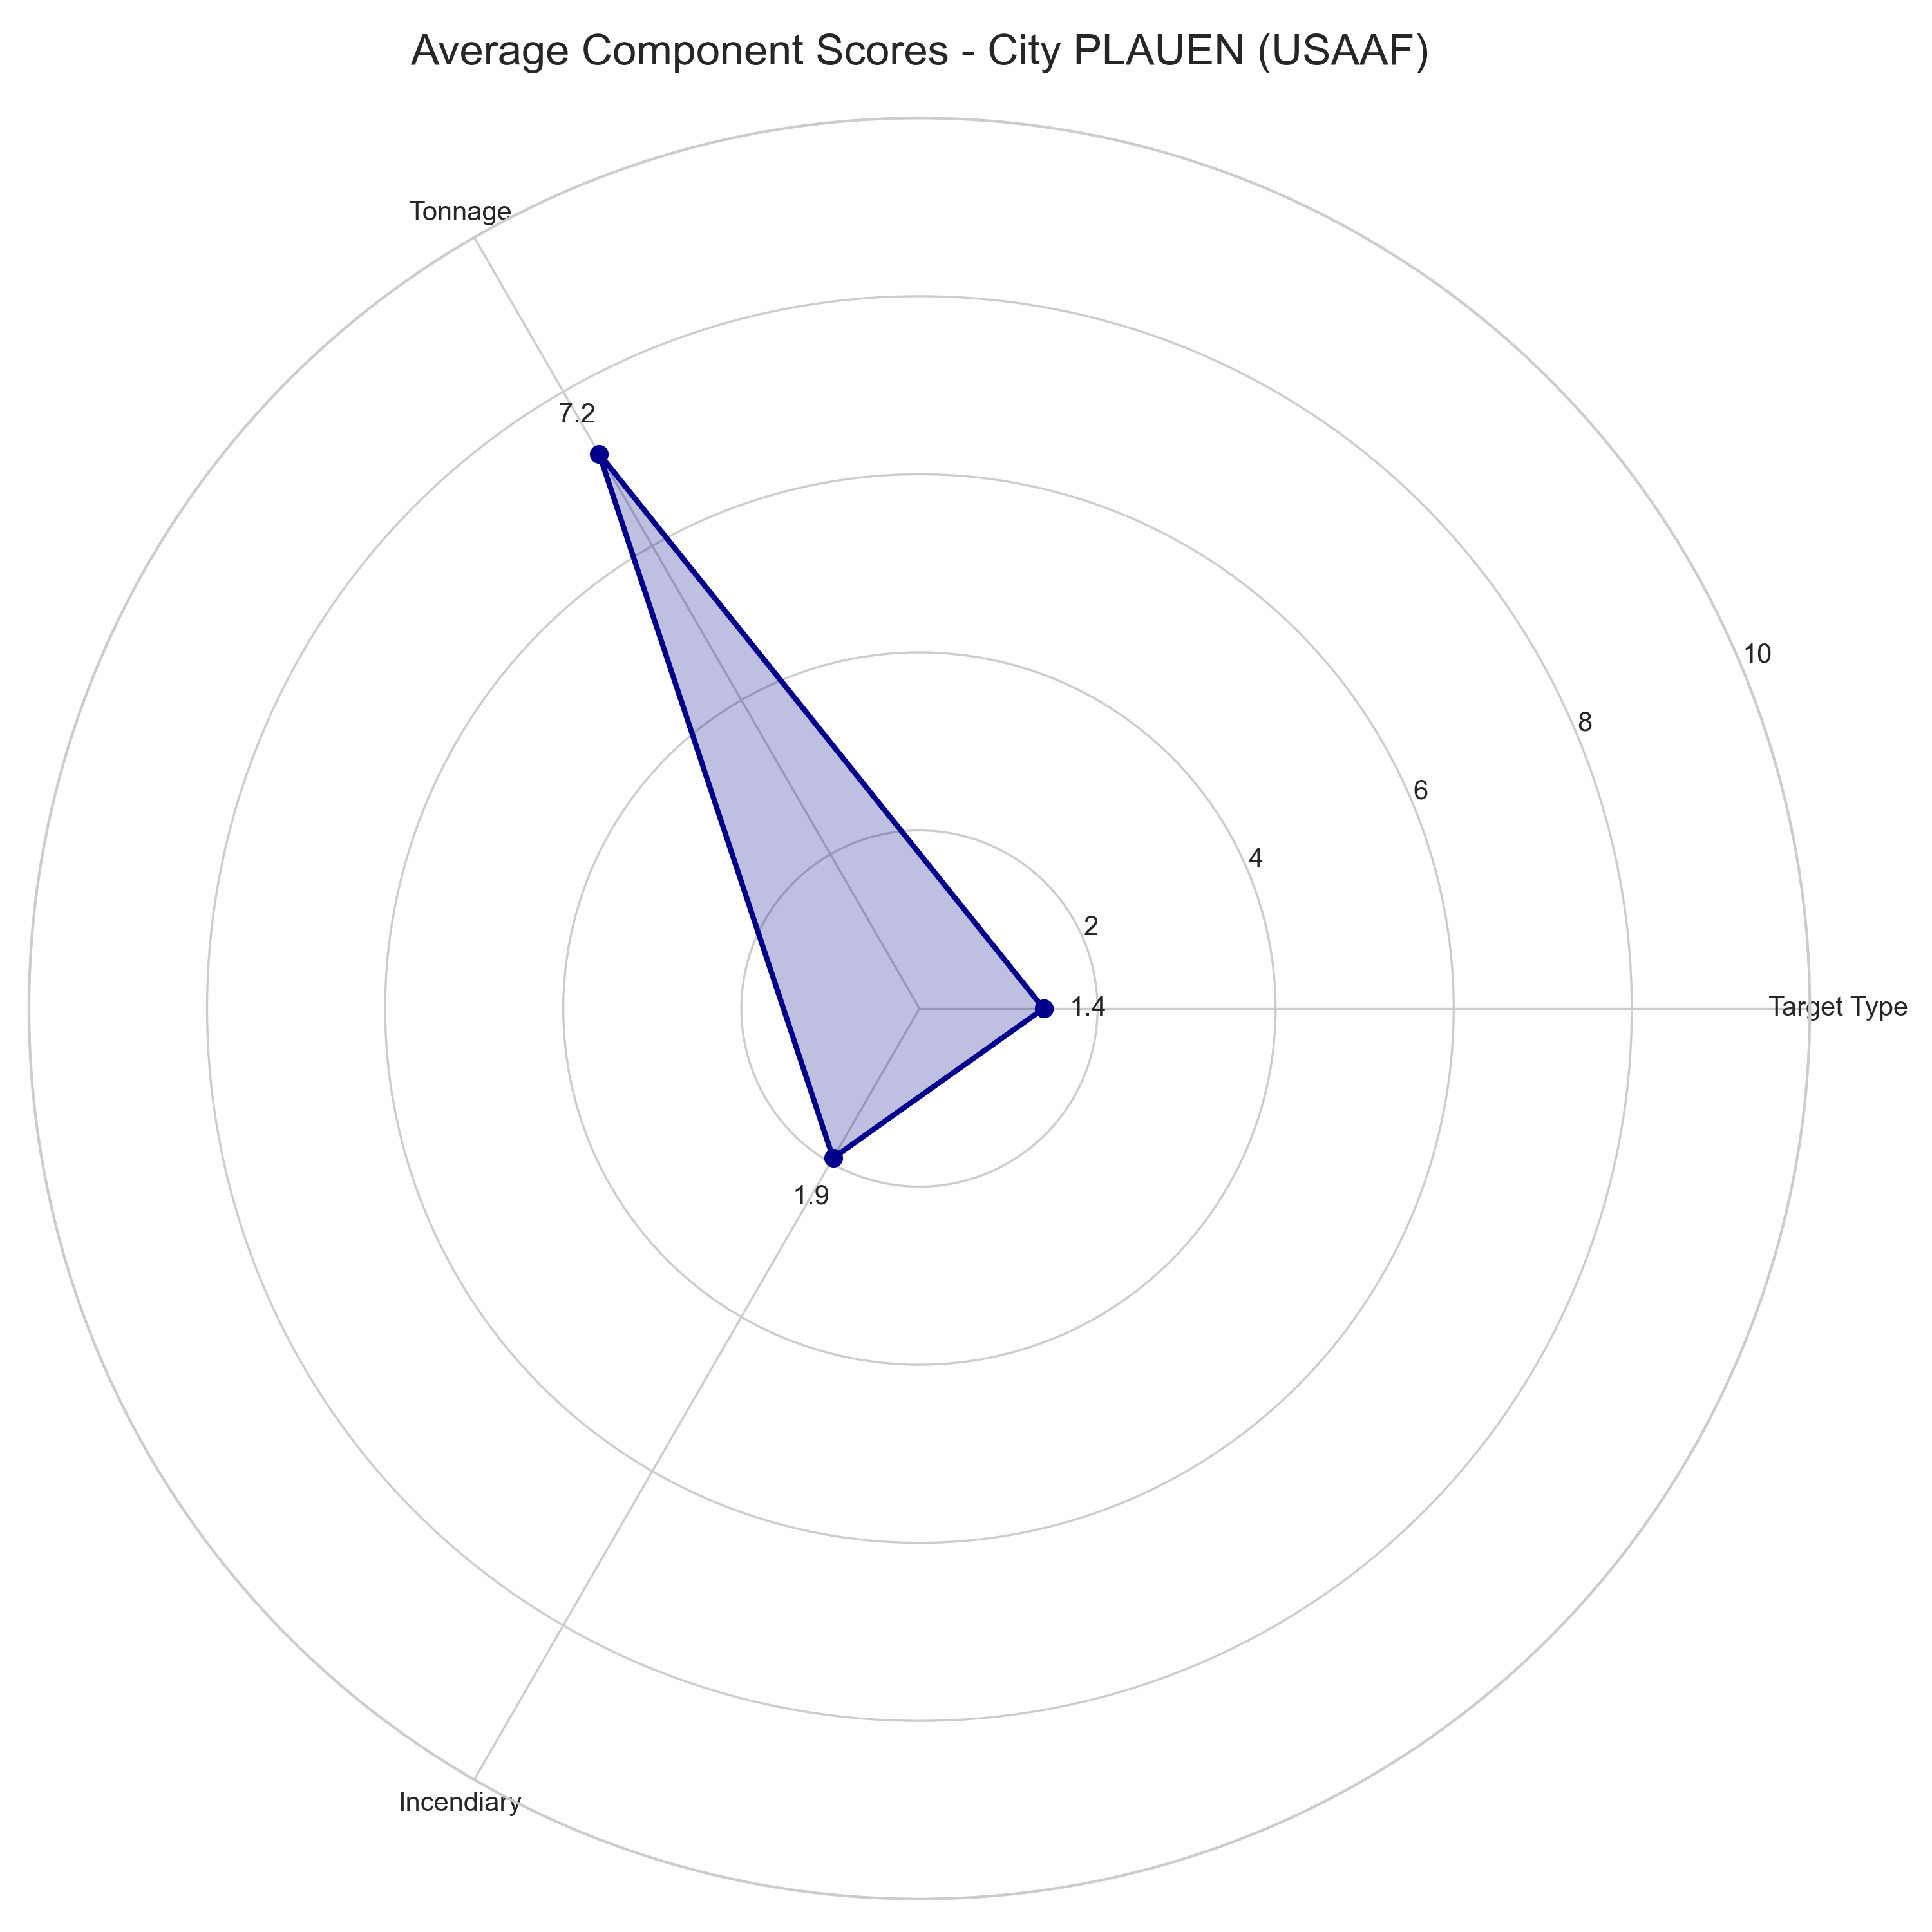 Average Component Scores - City PLAUEN (USAAF)
Tonnage
7.2
10
8
6
4
2
1.4
Target Type
1.9
Incendiary